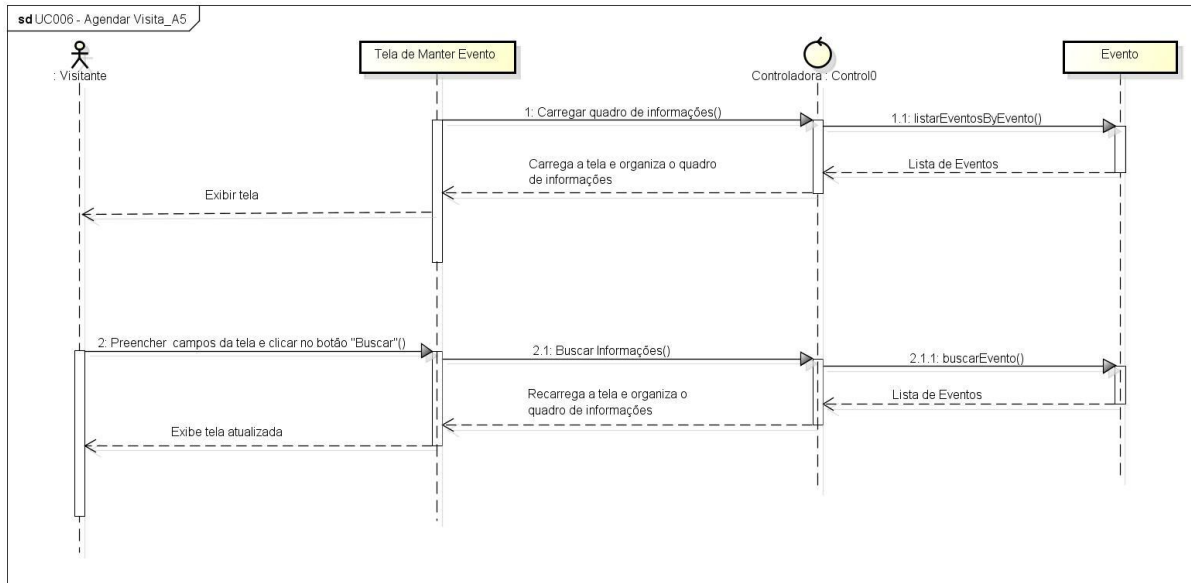 sd UC006 - Agendar Visita_A5
: Visitante
Tela de Manter Evento
Controladora : Control0
Evento
1: Carregar quadro de informações()
1.1: listarEventosByEvento()
Carrega a tela e organiza o quadro
de informações
Lista de Eventos
Exibir tela
2: Preencher campos da tela e clicar no botão "Buscar"()
2.1: Buscar Informações()
2.1.1: buscarEvento()
Recarrega a tela e organiza o
quadro de informações
Lista de Eventos
Exibe tela atualizada